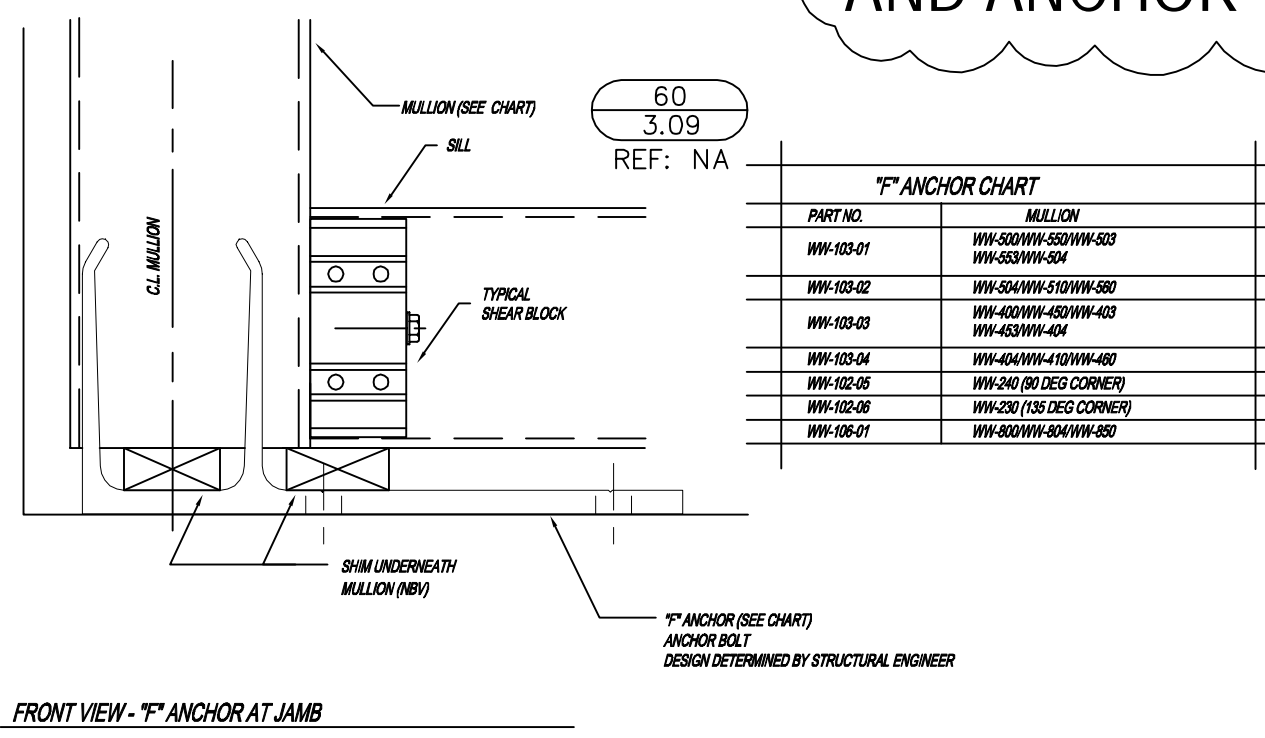 AND ANCHOR
MULLION (SEE CHART)
SILL
60
3.09
REF: NA
C.L. MULLION
TYPICAL
SHEAR BLOCK
"F" ANCHOR CHART
PART NO. MULLION
WW-103-01 WW-500/WW-550/WW-503
WW-553/WW-504
WW-103-02 WW-504/WW-510/WW-560
WW-103-03 WW-400/WW-450/WW-403
WW-453/WW-404
WW-103-04 WW-404/WW-410/WW-460
WW-102-05 WW-240 (90 DEG CORNER)
WW-102-06 WW-230 (135 DEG CORNER)
WW-106-01 WW-800/WW-804/WW-850
SHIM UNDERNEATH
MULLION (NBV)
"F" ANCHOR (SEE CHART)
ANCHOR BOLT
DESIGN DETERMINED BY STRUCTURAL ENGINEER
FRONT VIEW - "F" ANCHOR AT JAMB